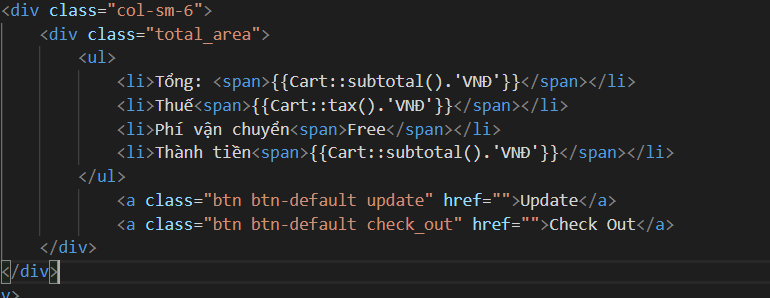 <div class="col-sm-6">
<div class="total_area">
<ul>
<li>Tổng: <span>{{Cart::subtotal().'VNĐ'}}</span></li>
<li>Thuế<span>{{Cart::tax().'VNĐ'}}</span></li>
<li>Phí vận chuyển<span>Free</span></li>
<li>Thành tiền<span>{{Cart::subtotal().'VNĐ'}}</span></li>
</ul>
<a class="btn btn-default update" href="">Update</a>
<a class="btn btn-default check_out" href="">Check Out</a>
</div>
</div>
v>